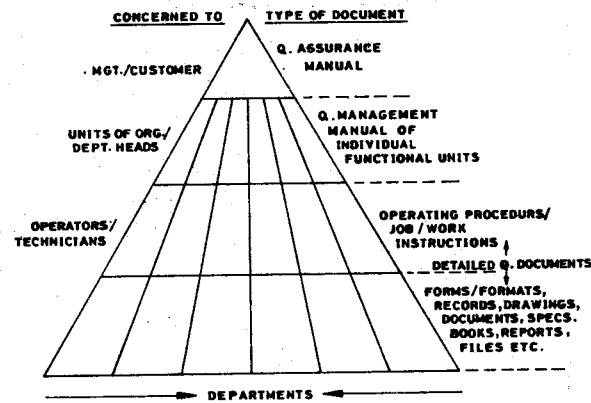 CONCERNED TO TYPE OF DOCUMENT
MGT./CUSTOMER
Q. ASSURANCE
MANUAL
UNITS OF ORG./
DEPT. HEADS
Q. MANAGEMENT
MANUAL OF
INDIVIDUAL
FUNCTIONAL UNITS
OPERATORS/
TECHNICIANS
OPERATING PROCEDURS/
JOB / WORK
INSTRUCTIONS
DETAILED Q. DOCUMENTS
FORMS/FORMATS,
RECORDS, DRAWINGS,
DOCUMENTS, SPECS.
BOOKS, REPORTS,
FILES ETC.
DEPARTMENTS